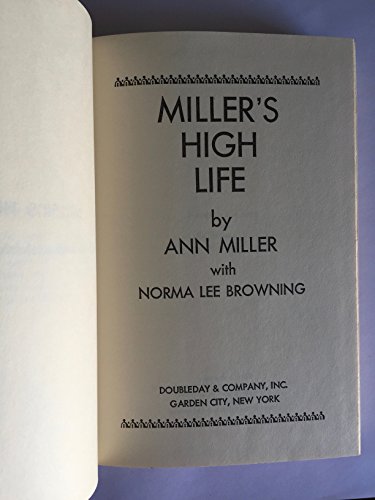 MILLER'S
HIGH
LIFE
by
ANN MILLER
with
NORMA LEE BROWNING
DOUBLEDAY & COMPANY, INC.
GARDEN CITY, NEW YORK